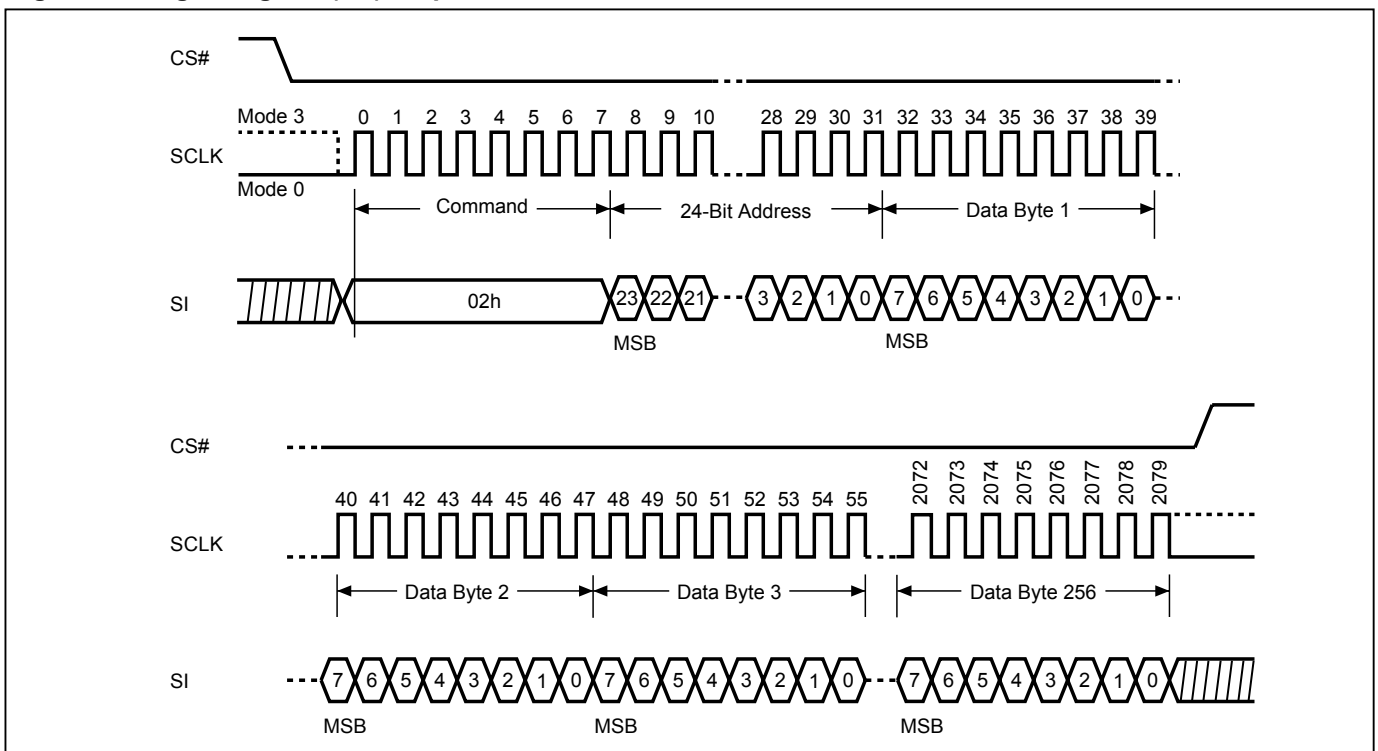 CS#
Mode 3
0 1 2 3 4 5 6 7 8 9 10 28 29 30 31 32 33 34 35 36 37 38 39
SCLK
Mode 0
Command 24-Bit Address Data Byte 1
SI 02h 23 22 21 3 2 1 0 7 6 5 4 3 2 1 0
MSB MSB
CS#
2072 2073 2074 2075 2076 2077 2078 2079
40 41 42 43 44 45 46 47 48 49 50 51 52 53 54 55
SCLK
Data Byte 2 Data Byte 3 Data Byte 256
SI 7 6 5 4 3 2 1 0 7 6 5 4 3 2 1 0 7 6 5 4 3 2 1 0
MSB MSB MSB